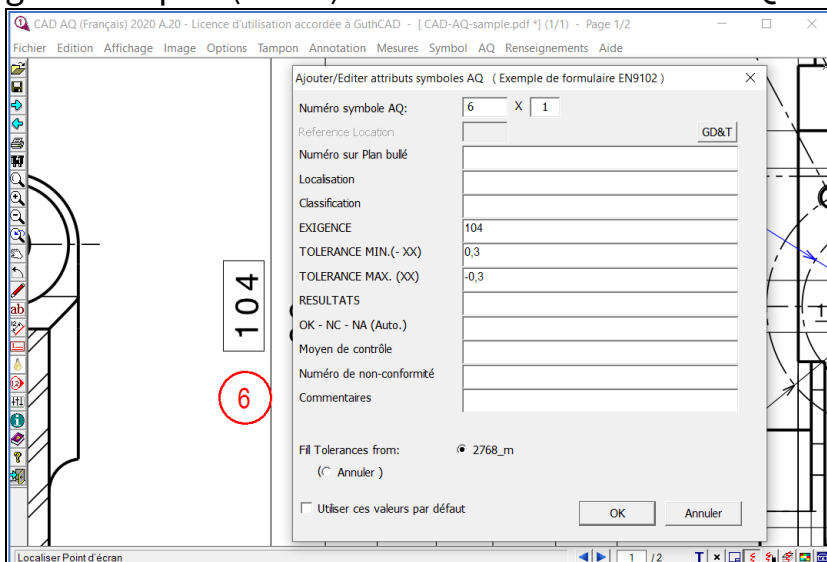 CAD AQ (Français) 2020 A.20 - Licence d'utilisation accordée à GuthCAD - [ CAD-AQ-sample.pdf *] (1/1) - Page 1/2
Fichier Edition Affichage Image Options Tampon Annotation Mesures Symbol AQ Renseignements Aide
Ajouter/Editer attributs symboles AQ ( Exemple de formulaire EN9102 )
Numéro symbole AQ: 6 X 1
Reference Location GD&T
Numéro sur Plan bullé
Localisation
Classification
EXIGENCE 104
TOLERANCE MIN.(- XX) 0,3
TOLERANCE MAX. (XX) -0,3
RESULTATS
OK - NC - NA (Auto.)
Moyen de contrôle
Numéro de non-conformité
Commentaires
Fill Tolerances from: 2768_m
( Annuler )
Utiliser ces valeurs par défaut
OK Annuler
104
6
ab
Localiser Point d'écran
1 /2 T